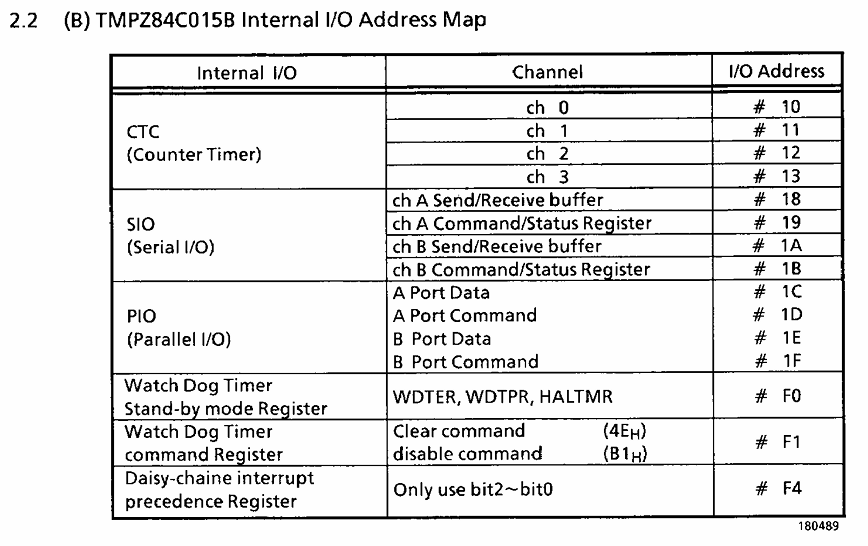 2.2 (B) TMPZ84C015B Internal I/O Address Map
Internal I/O Channel I/O Address
CTC
(Counter Timer)
ch 0 # 10
ch 1 # 11
ch 2 # 12
ch 3 # 13
SIO
(Serial I/O)
ch A Send/Receive buffer # 18
ch A Command/Status Register # 19
ch B Send/Receive buffer # 1A
ch B Command/Status Register # 1B
PIO
(Parallel I/O)
A Port Data # 1C
A Port Command # 1D
B Port Data # 1E
B Port Command # 1F
Watch Dog Timer
Stand-by mode Register
WDTER, WDTPR, HALTMR # F0
Watch Dog Timer
command Register
Clear command (4EH)
disable command (B1H)
# F1
Daisy-chaine interrupt
precedence Register
Only use bit2~bit0 # F4
180489